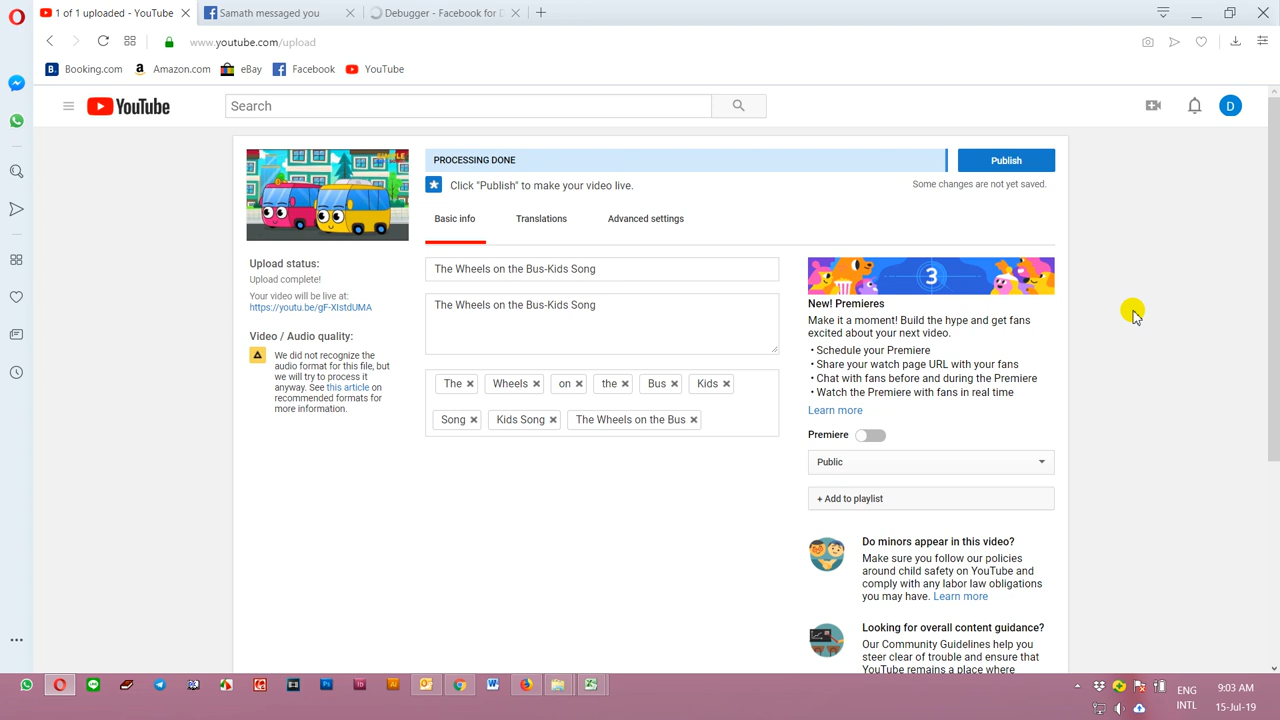 1 of 1 uploaded - YouTube
Samath messaged you
Debugger - Facebook for D
www.youtube.com/upload
Booking.com
Amazon.com
eBay
Facebook
YouTube
YouTube
Search
D
PROCESSING DONE
Publish
Click "Publish" to make your video live.
Some changes are not yet saved.
Basic info
Translations
Advanced settings
Upload status:
Upload complete!
Your video will be live at:
https://youtu.be/gF-XIstdUMA
Video / Audio quality:
We did not recognize the
audio format for this file, but
we will try to process it
anyway. See this article on
recommended formats for
more information.
The Wheels on the Bus-Kids Song
The Wheels on the Bus-Kids Song
The Wheels on the Bus Kids
Song Kids Song The Wheels on the Bus
3
New! Premieres
Make it a moment! Build the hype and get fans
excited about your next video.
• Schedule your Premiere
• Share your watch page URL with your fans
• Chat with fans before and during the Premiere
• Watch the Premiere with fans in real time
Learn more
Premiere
Public
+ Add to playlist
Do minors appear in this video?
Make sure you follow our policies
around child safety on YouTube and
comply with any labor law obligations
you may have. Learn more
Looking for overall content guidance?
Our Community Guidelines help you
steer clear of trouble and ensure that
YouTube remains a place where
ENG
INTL
9:03 AM
15-Jul-19